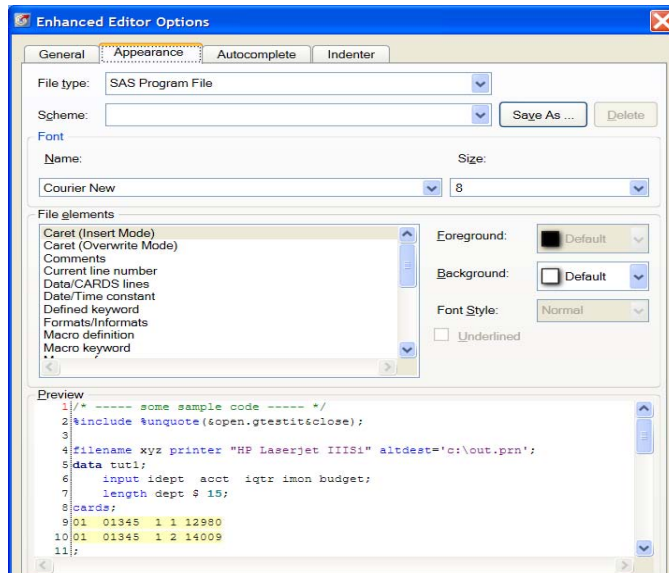 Enhanced Editor Options
General Appearance Autocomplete Indenter
File type: SAS Program File
Scheme: Save As ... Delete
Font
Name: Size:
Courier New 8
File elements
Caret (Insert Mode)
Caret (Overwrite Mode)
Comments
Current line number
Data/CARDS lines
Date/Time constant
Defined keyword
Formats/Informats
Macro definition
Macro keyword
Foreground: Default
Background: Default
Font Style: Normal
Underlined
Preview
1 /* ----- some sample code ----- */
2 %include %unquote(&open.gtestit&close);
3
4 filename xyz printer "HP Laserjet IIISi" altdest='c:\out.prn';
5 data tut1;
6 input idept acct iqtr imon budget;
7 length dept $ 15;
8 cards;
9 01 01345 1 1 12980
10 01 01345 1 2 14009
11 ;